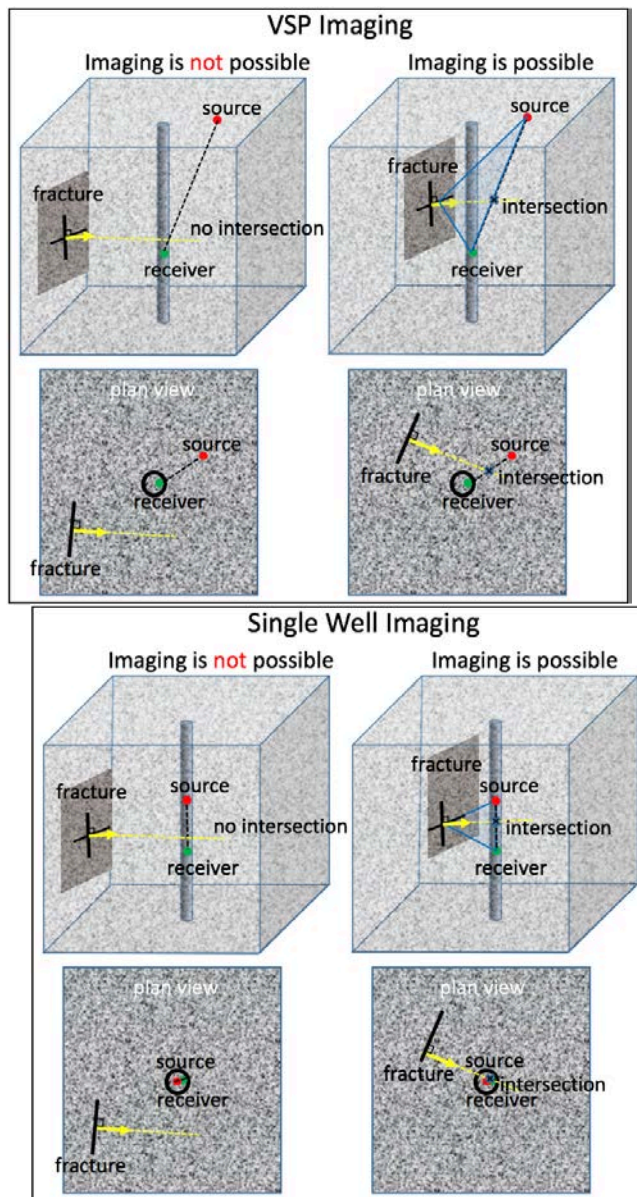 VSP Imaging
Imaging is not possible
Imaging is possible
source
fracture
no intersection
receiver
source
fracture
intersection
receiver
plan view
source
receiver
fracture
plan view
source
fracture
intersection
receiver
Single Well Imaging
Imaging is not possible
Imaging is possible
fracture
source
no intersection
receiver
fracture
source
intersection
receiver
plan view
source
receiver
fracture
plan view
source
fracture
intersection
receiver